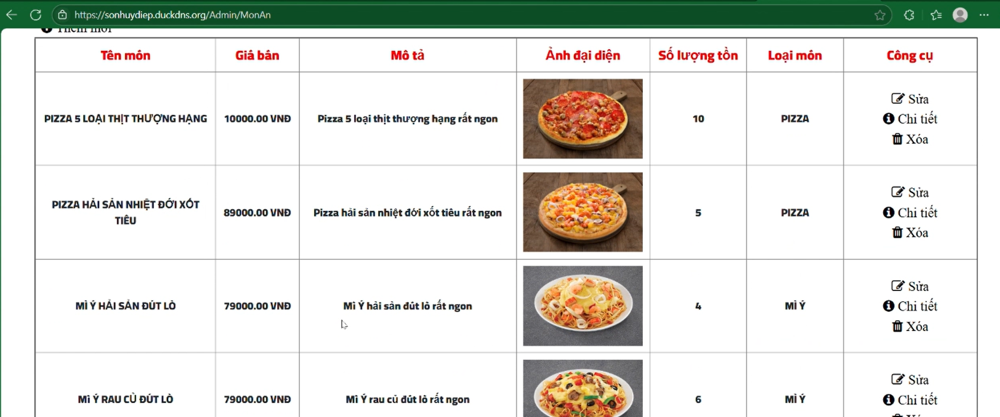 https://sonhuydiep.duckdns.org/Admin/MonAn
Thêm mới
Tên món Giá bán Mô tả Ảnh đại diện Số lượng tồn Loại món Công cụ
PIZZA 5 LOẠI THỊT THƯỢNG HẠNG 10000.00 VNĐ Pizza 5 loại thịt thượng hạng rất ngon 10 PIZZA
Sửa
Chi tiết
Xóa
PIZZA HẢI SẢN NHIỆT ĐỚI XỐT
TIÊU
89000.00 VNĐ Pizza hải sản nhiệt đới xốt tiêu rất ngon 5 PIZZA
Sửa
Chi tiết
Xóa
MÌ Ý HẢI SẢN ĐÚT LÒ 79000.00 VNĐ Mì Ý hải sản đút lò rất ngon 4 MÌ Ý
Sửa
Chi tiết
Xóa
Mì Ý RAU CỦ ĐÚT LÒ 79000.00 VNĐ Mì Ý rau củ đút lò rất ngon 6 MÌ Ý
Sửa
Chi tiết